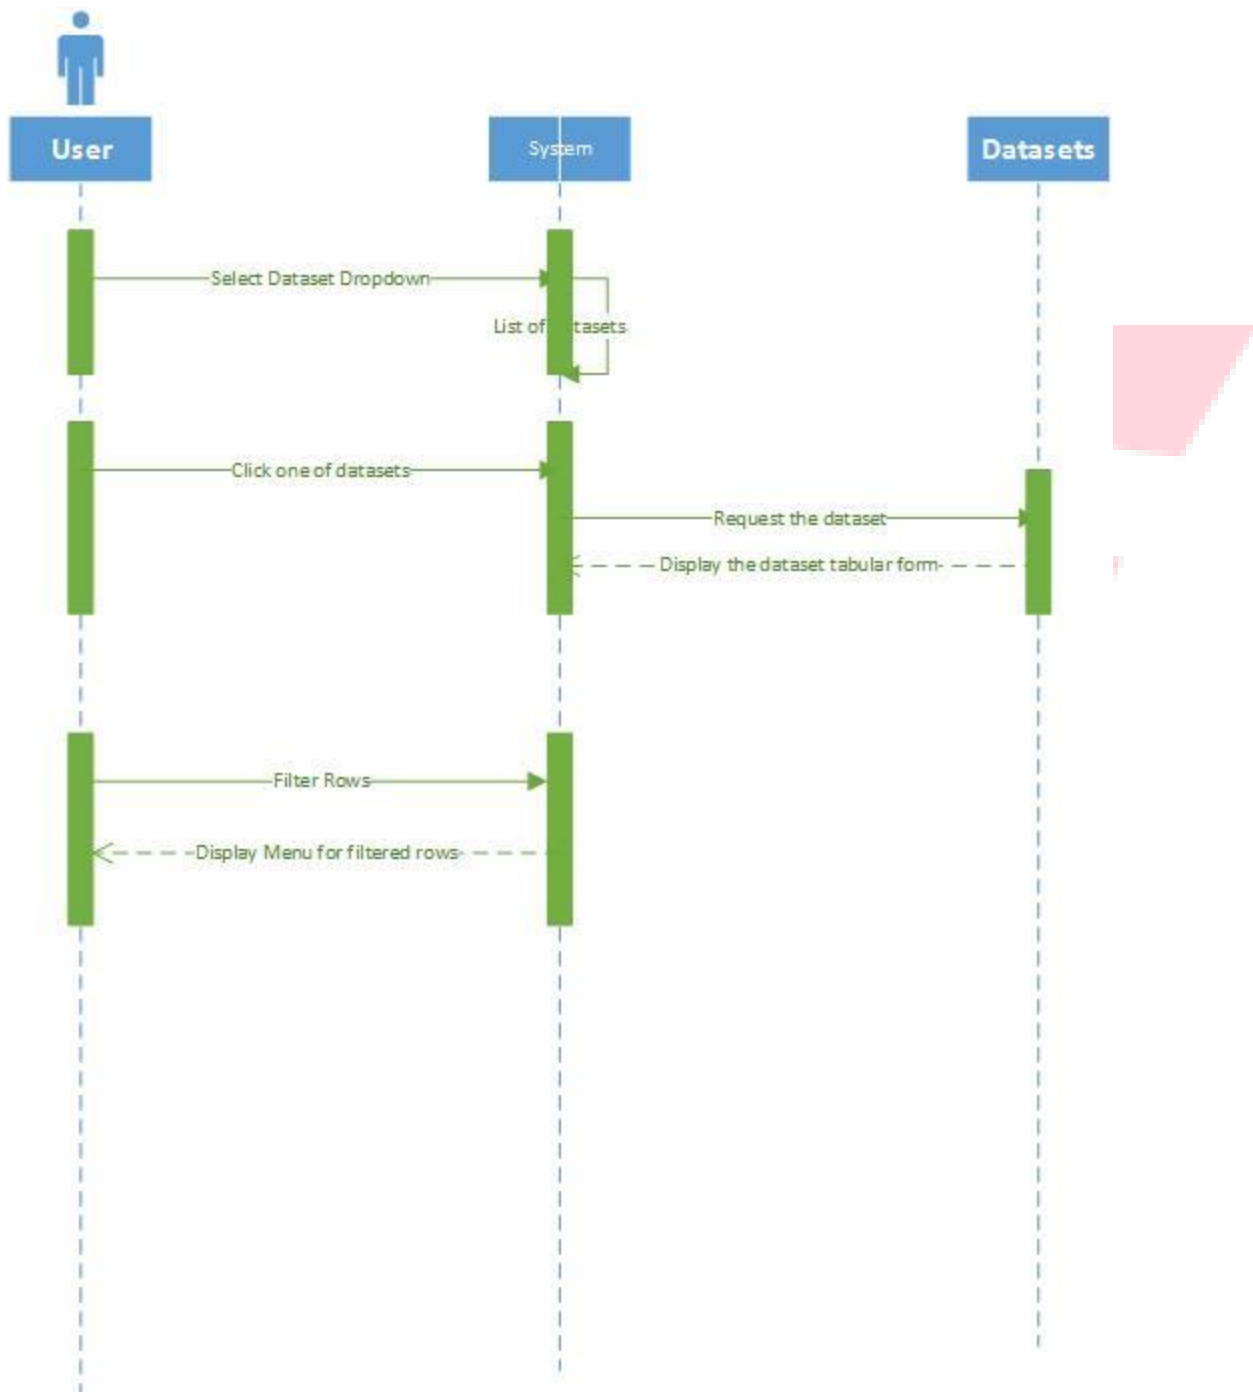 User
System
Datasets
Select Dataset Dropdown
List of tasets
Click one of datasets
Request the dataset
Display the dataset tabular form
Filter Rows
Display Menu for filtered rows